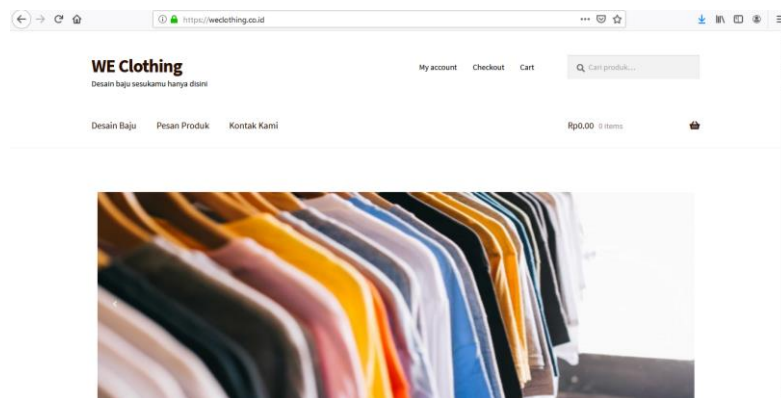 https://weclothing.co.id
WE Clothing
Desain baju sesukamu hanya disini
My account Checkout Cart
Cari produk...
Desain Baju Pesan Produk Kontak Kami
Rp0.00 0 items